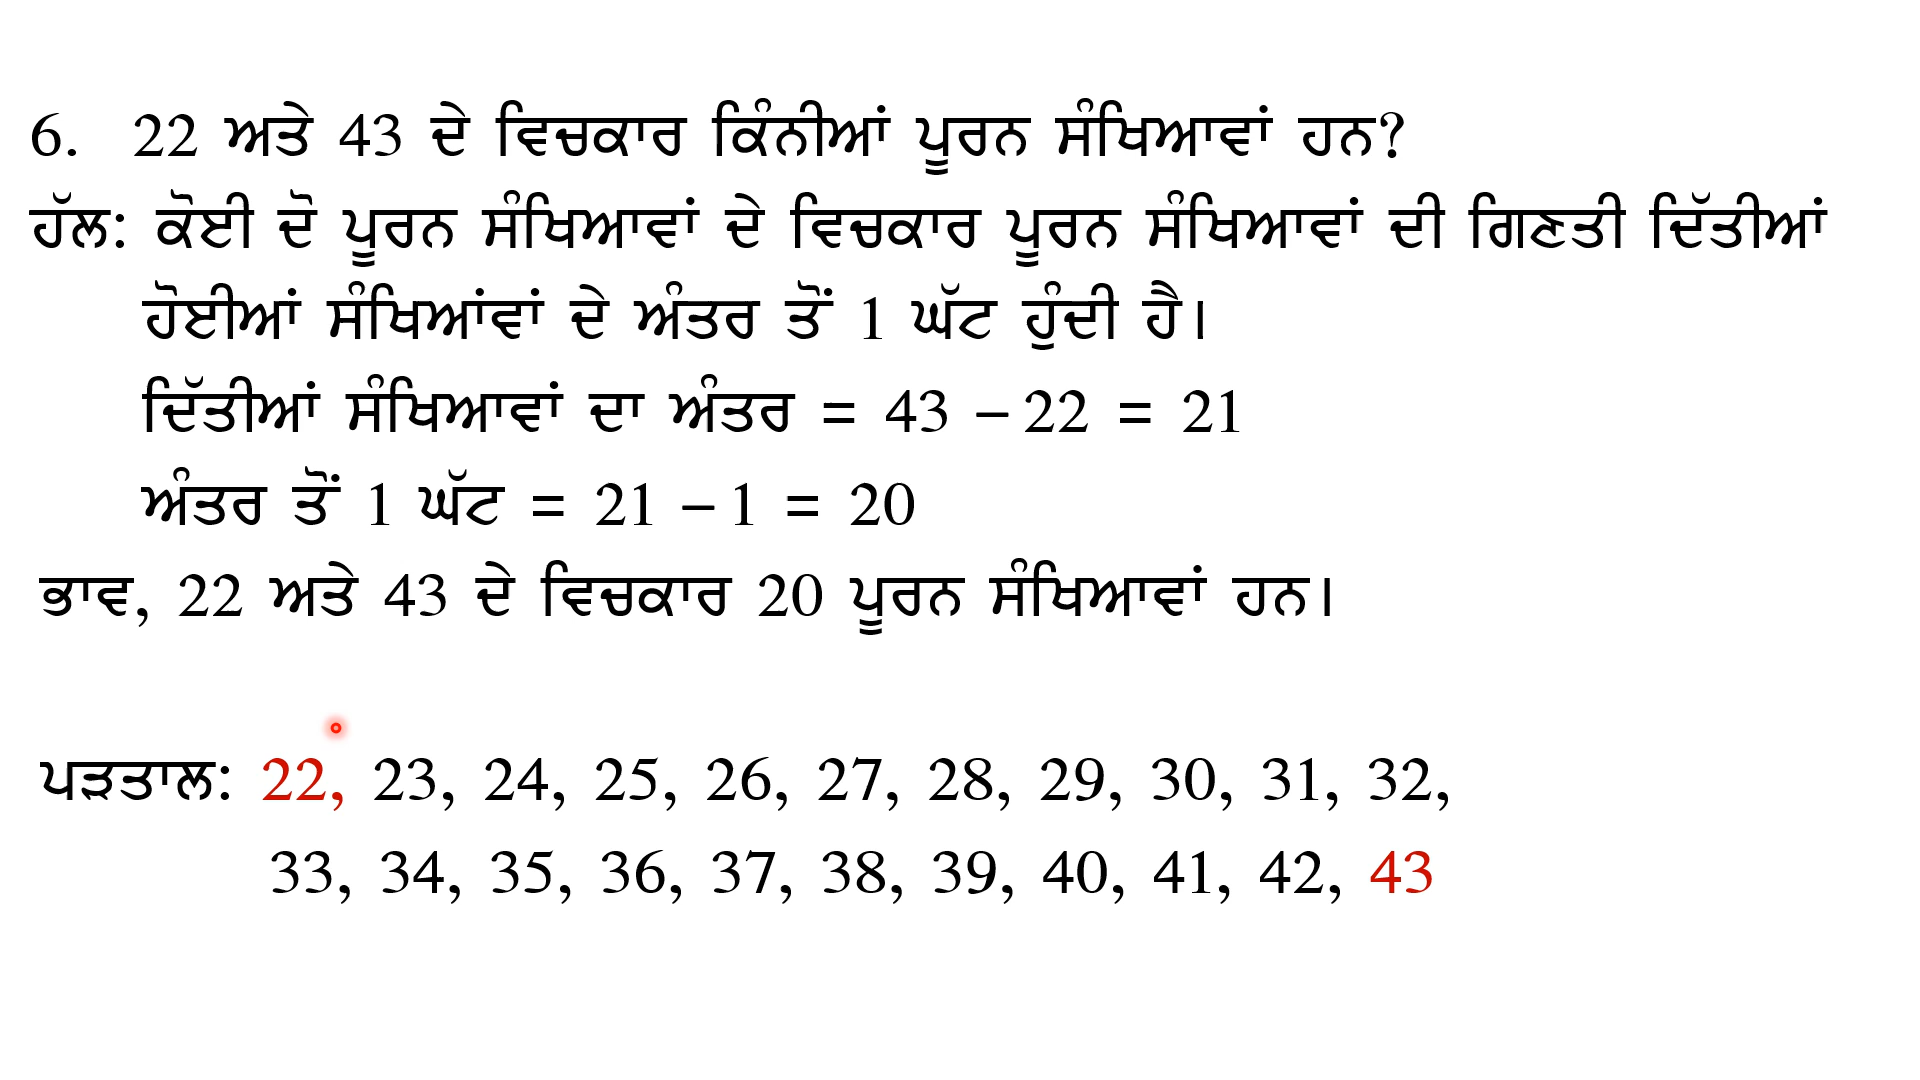 6. 22 ਅਤੇ 43 ਦੇ ਵਿਚਕਾਰ ਕਿੰਨੀਆਂ ਪੂਰਨ ਸੰਖਿਆਵਾਂ ਹਨ?
ਹੱਲ: ਕੋਈ ਦੋ ਪੂਰਨ ਸੰਖਿਆਵਾਂ ਦੇ ਵਿਚਕਾਰ ਪੂਰਨ ਸੰਖਿਆਵਾਂ ਦੀ ਗਿਣਤੀ ਦਿੱਤੀਆਂ
ਹੋਈਆਂ ਸੰਖਿਆਂਵਾਂ ਦੇ ਅੰਤਰ ਤੋਂ 1 ਘੱਟ ਹੁੰਦੀ ਹੈ।
ਦਿੱਤੀਆਂ ਸੰਖਿਆਵਾਂ ਦਾ ਅੰਤਰ = 43 – 22 = 21
ਅੰਤਰ ਤੋਂ 1 ਘੱਟ = 21 – 1 = 20
ਭਾਵ, 22 ਅਤੇ 43 ਦੇ ਵਿਚਕਾਰ 20 ਪੂਰਨ ਸੰਖਿਆਵਾਂ ਹਨ।
ਪੜਤਾਲ: 22, 23, 24, 25, 26, 27, 28, 29, 30, 31, 32,
33, 34, 35, 36, 37, 38, 39, 40, 41, 42, 43